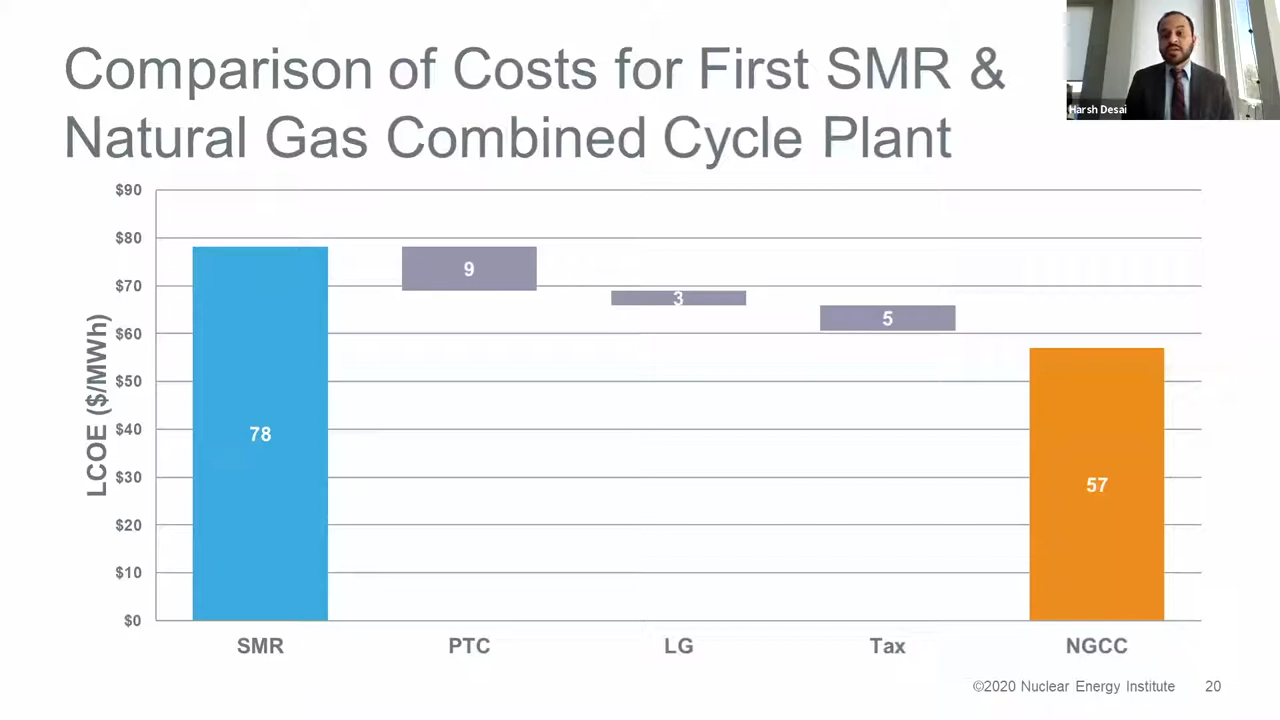 Comparison of Costs for First SMR &
Natural Gas Combined Cycle Plant
Harsh Desai
LCOE ($/MWh)
$90
$80
$70
$60
$50
$40
$30
$20
$10
$0
78
9
3
5
57
SMR
PTC
LG
Tax
NGCC
©2020 Nuclear Energy Institute 20